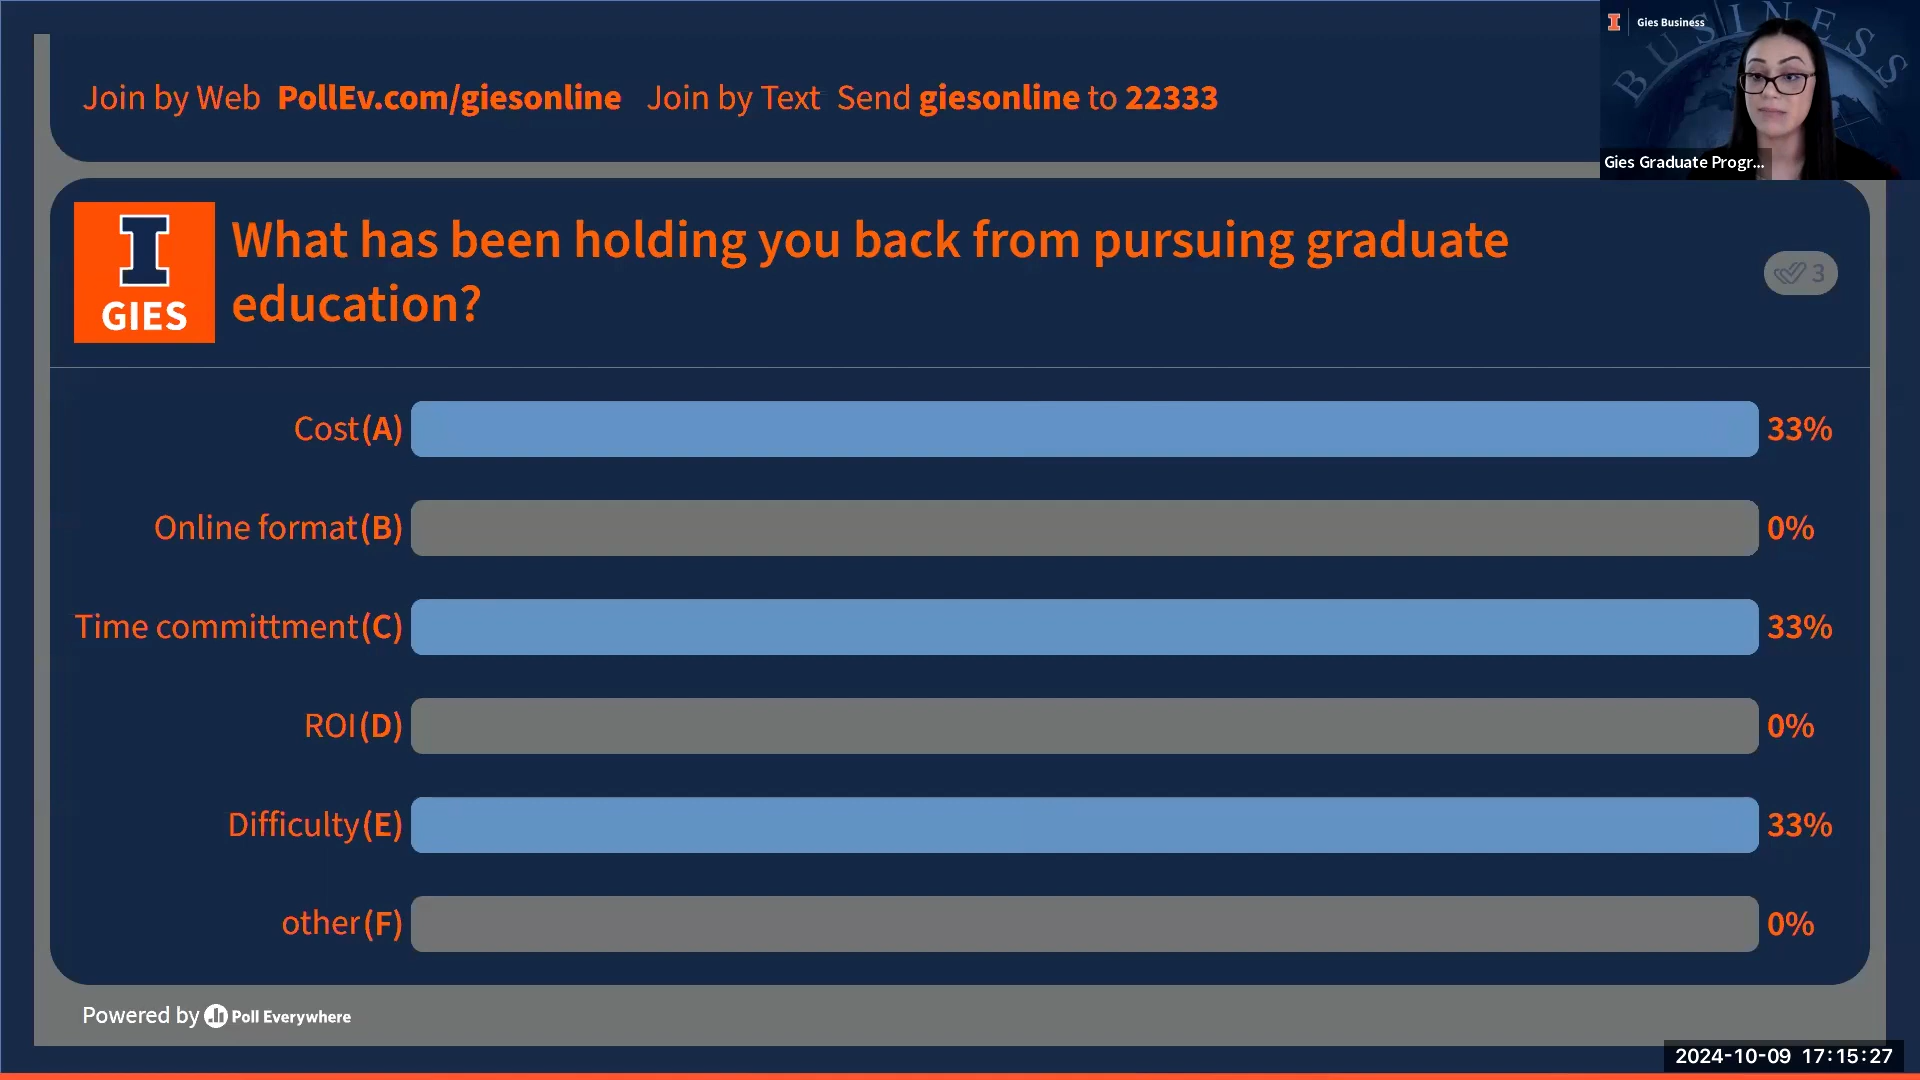 Join by Web PollEv.com/giesonline Join by Text Send giesonline to 22333
BUSINESS
Gies Business
Gies Graduate Progr...
I
GIES
What has been holding you back from pursuing graduate
education?
3
Cost (A) 33%
Online format (B) 0%
Time committment (C) 33%
ROI (D) 0%
Difficulty (E) 33%
other (F) 0%
Powered by Poll Everywhere
2024-10-09 17:15:27